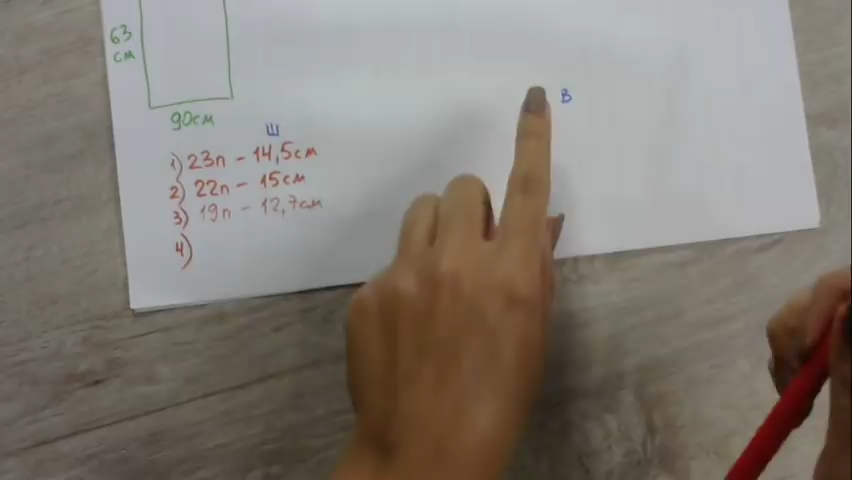 63
см
90см
Ш
В
1) 23п - 14,5см
2) 22п - 15см
3) 19п - 12,7см
4)